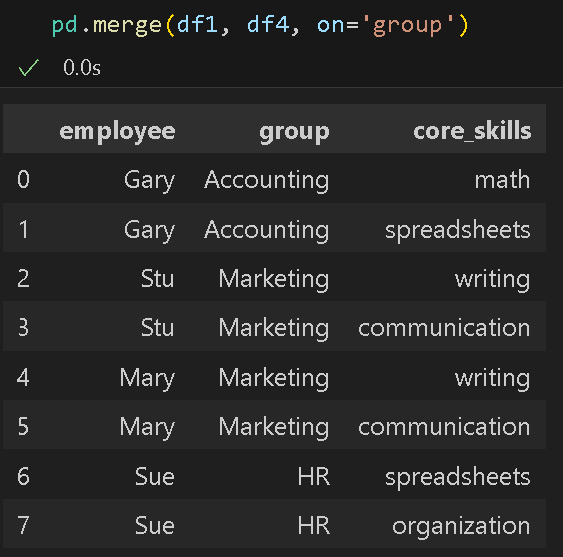 pd.merge(df1, df4, on='group')
✓ 0.0s
employee group core_skills
0 Gary Accounting math
1 Gary Accounting spreadsheets
2 Stu Marketing writing
3 Stu Marketing communication
4 Mary Marketing writing
5 Mary Marketing communication
6 Sue HR spreadsheets
7 Sue HR organization